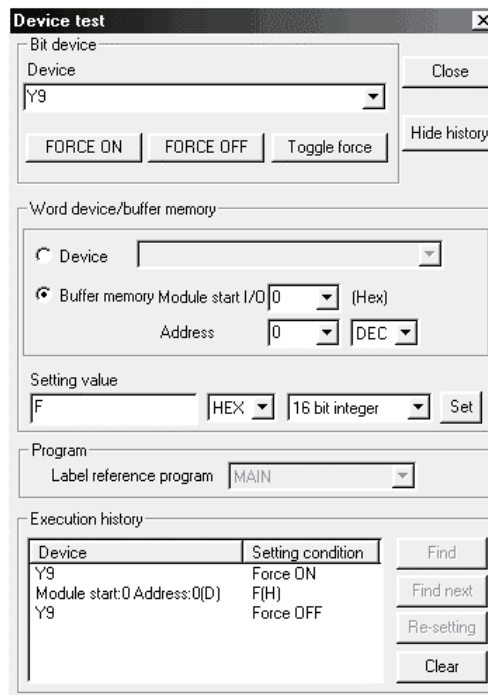 Device test
Bit device
Device
Close
Y9
FORCE ON FORCE OFF Toggle force
Hide history
Word device/buffer memory
Device
Buffer memory Module start I/O 0 (Hex)
Address 0 DEC
Setting value
F HEX 16 bit integer Set
Program
Label reference program MAIN
Execution history
Device Setting condition
Y9 Force ON
Module start:0 Address:0(D) F(H)
Y9 Force OFF
Find
Find next
Re-setting
Clear